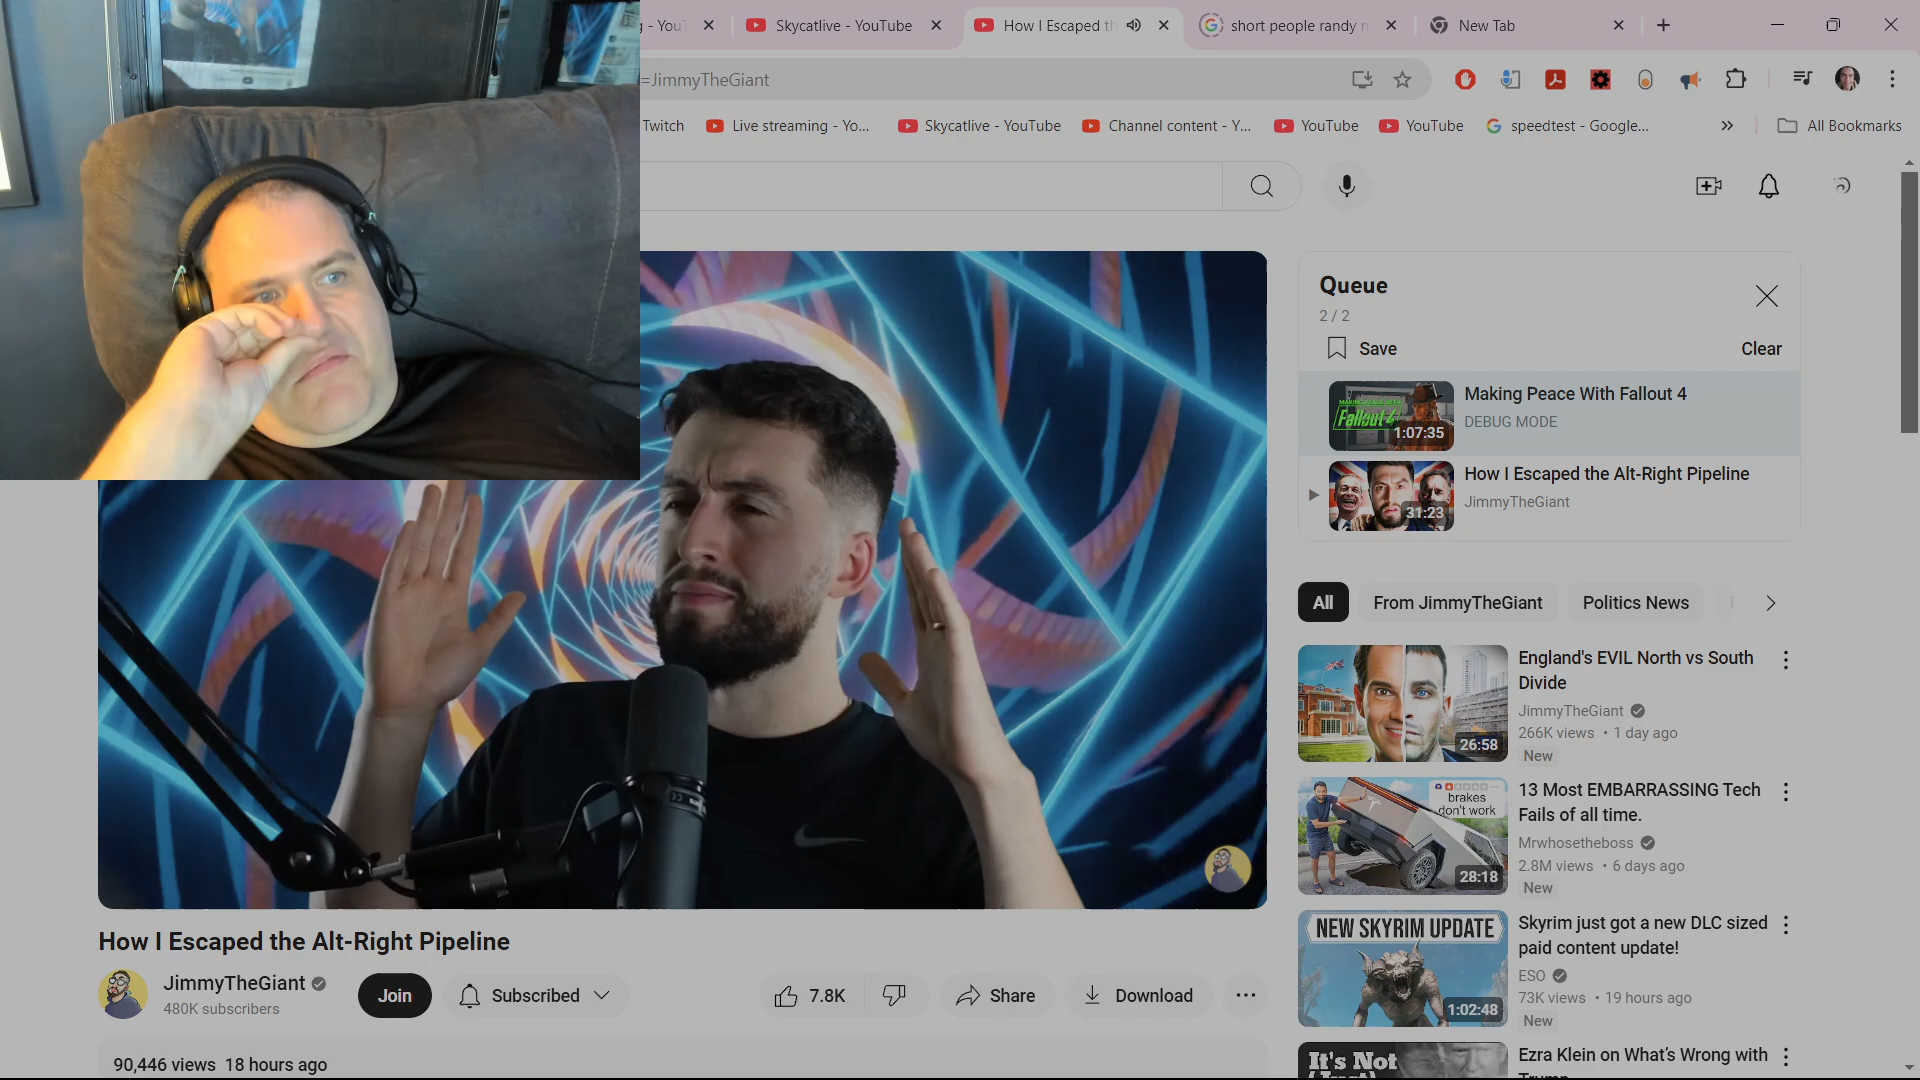 g - YouT
Skycatlive - YouTube
How I Escaped th
short people randy n
New Tab
=JimmyTheGiant
Twitch
Live streaming - Yo...
Skycatlive - YouTube
Channel content - Y...
YouTube
YouTube
speedtest - Google...
All Bookmarks
Queue
2 / 2
Save
Clear
MAKING PEACE WITH
Fallout 4
1:07:35
Making Peace With Fallout 4
DEBUG MODE
31:23
How I Escaped the Alt-Right Pipeline
JimmyTheGiant
All
From JimmyTheGiant
Politics News
26:58
England's EVIL North vs South
Divide
JimmyTheGiant
266K views • 1 day ago
New
brakes
don't work
28:18
13 Most EMBARRASSING Tech
Fails of all time.
Mrwhosetheboss
2.8M views • 6 days ago
New
NEW SKYRIM UPDATE
1:02:48
Skyrim just got a new DLC sized
paid content update!
ESO
73K views • 19 hours ago
New
It's Not
Ezra Klein on What's Wrong with
How I Escaped the Alt-Right Pipeline
JimmyTheGiant
480K subscribers
Join
Subscribed
7.8K
Share
Download
90,446 views 18 hours ago